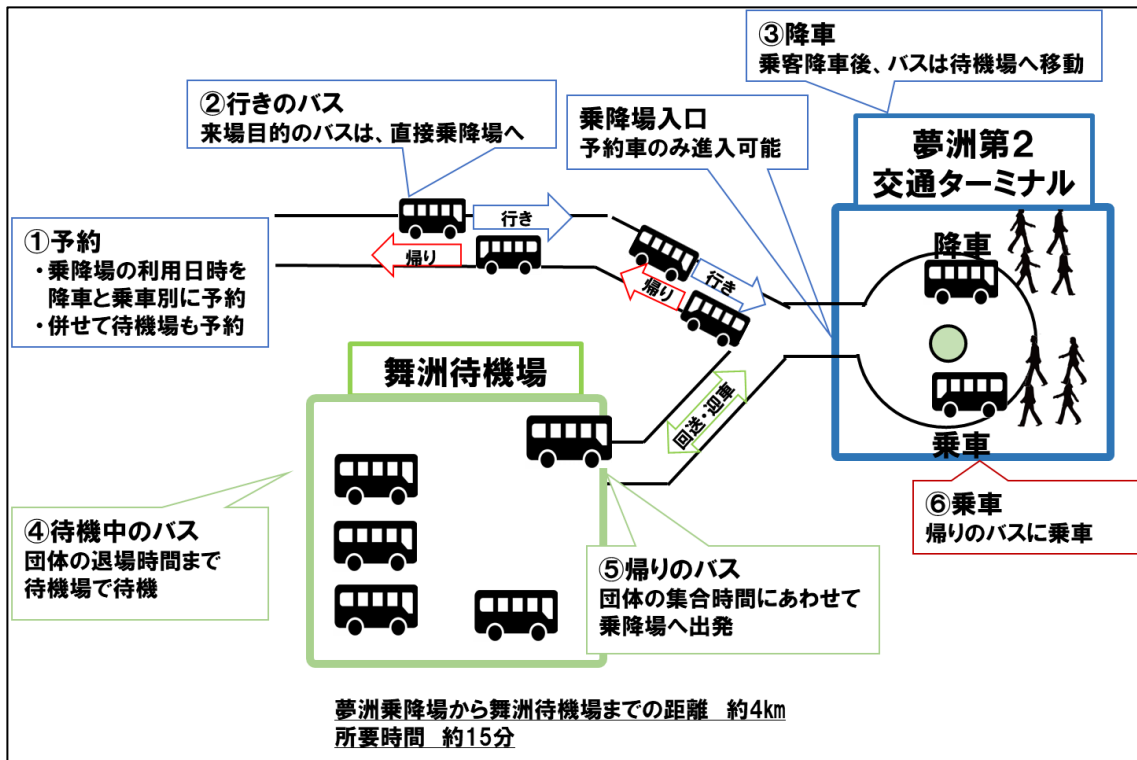 ①予約
・乗降場の利用日時を
降車と乗車別に予約
・併せて待機場も予約
②行きのバス
来場目的のバスは、直接乗降場へ
行き
帰り
行き
帰り
乗降場入口
予約車のみ進入可能
③降車
乗客降車後、バスは待機場へ移動
夢洲第2
交通ターミナル
降車
乗車
舞洲待機場
回送・迎車
④待機中のバス
団体の退場時間まで
待機場で待機
⑤帰りのバス
団体の集合時間にあわせて
乗降場へ出発
⑥乗車
帰りのバスに乗車
夢洲乗降場から舞洲待機場までの距離　約4km
所要時間　約15分